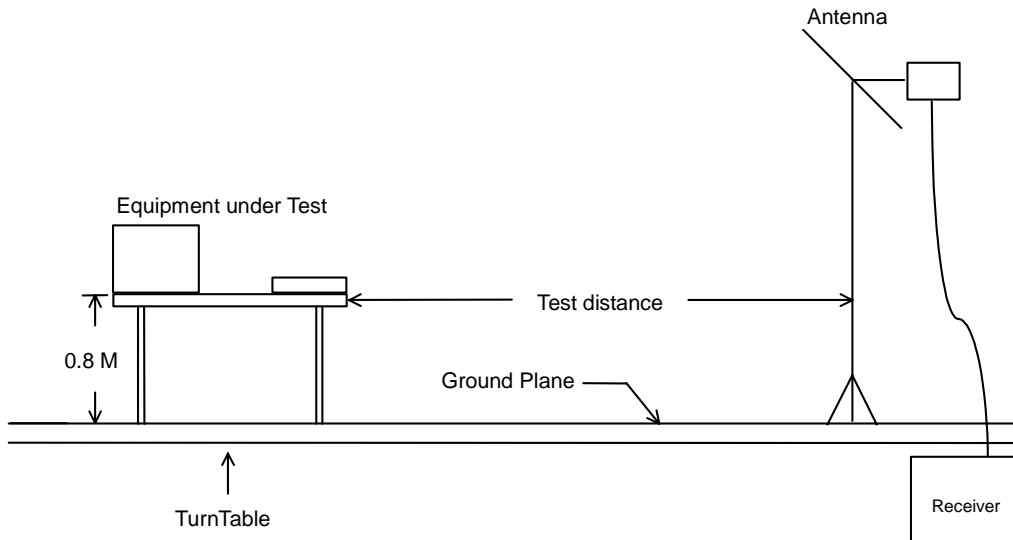 Antenna
Equipment under Test
Test distance
0.8 M
Ground Plane
Receiver
TurnTable